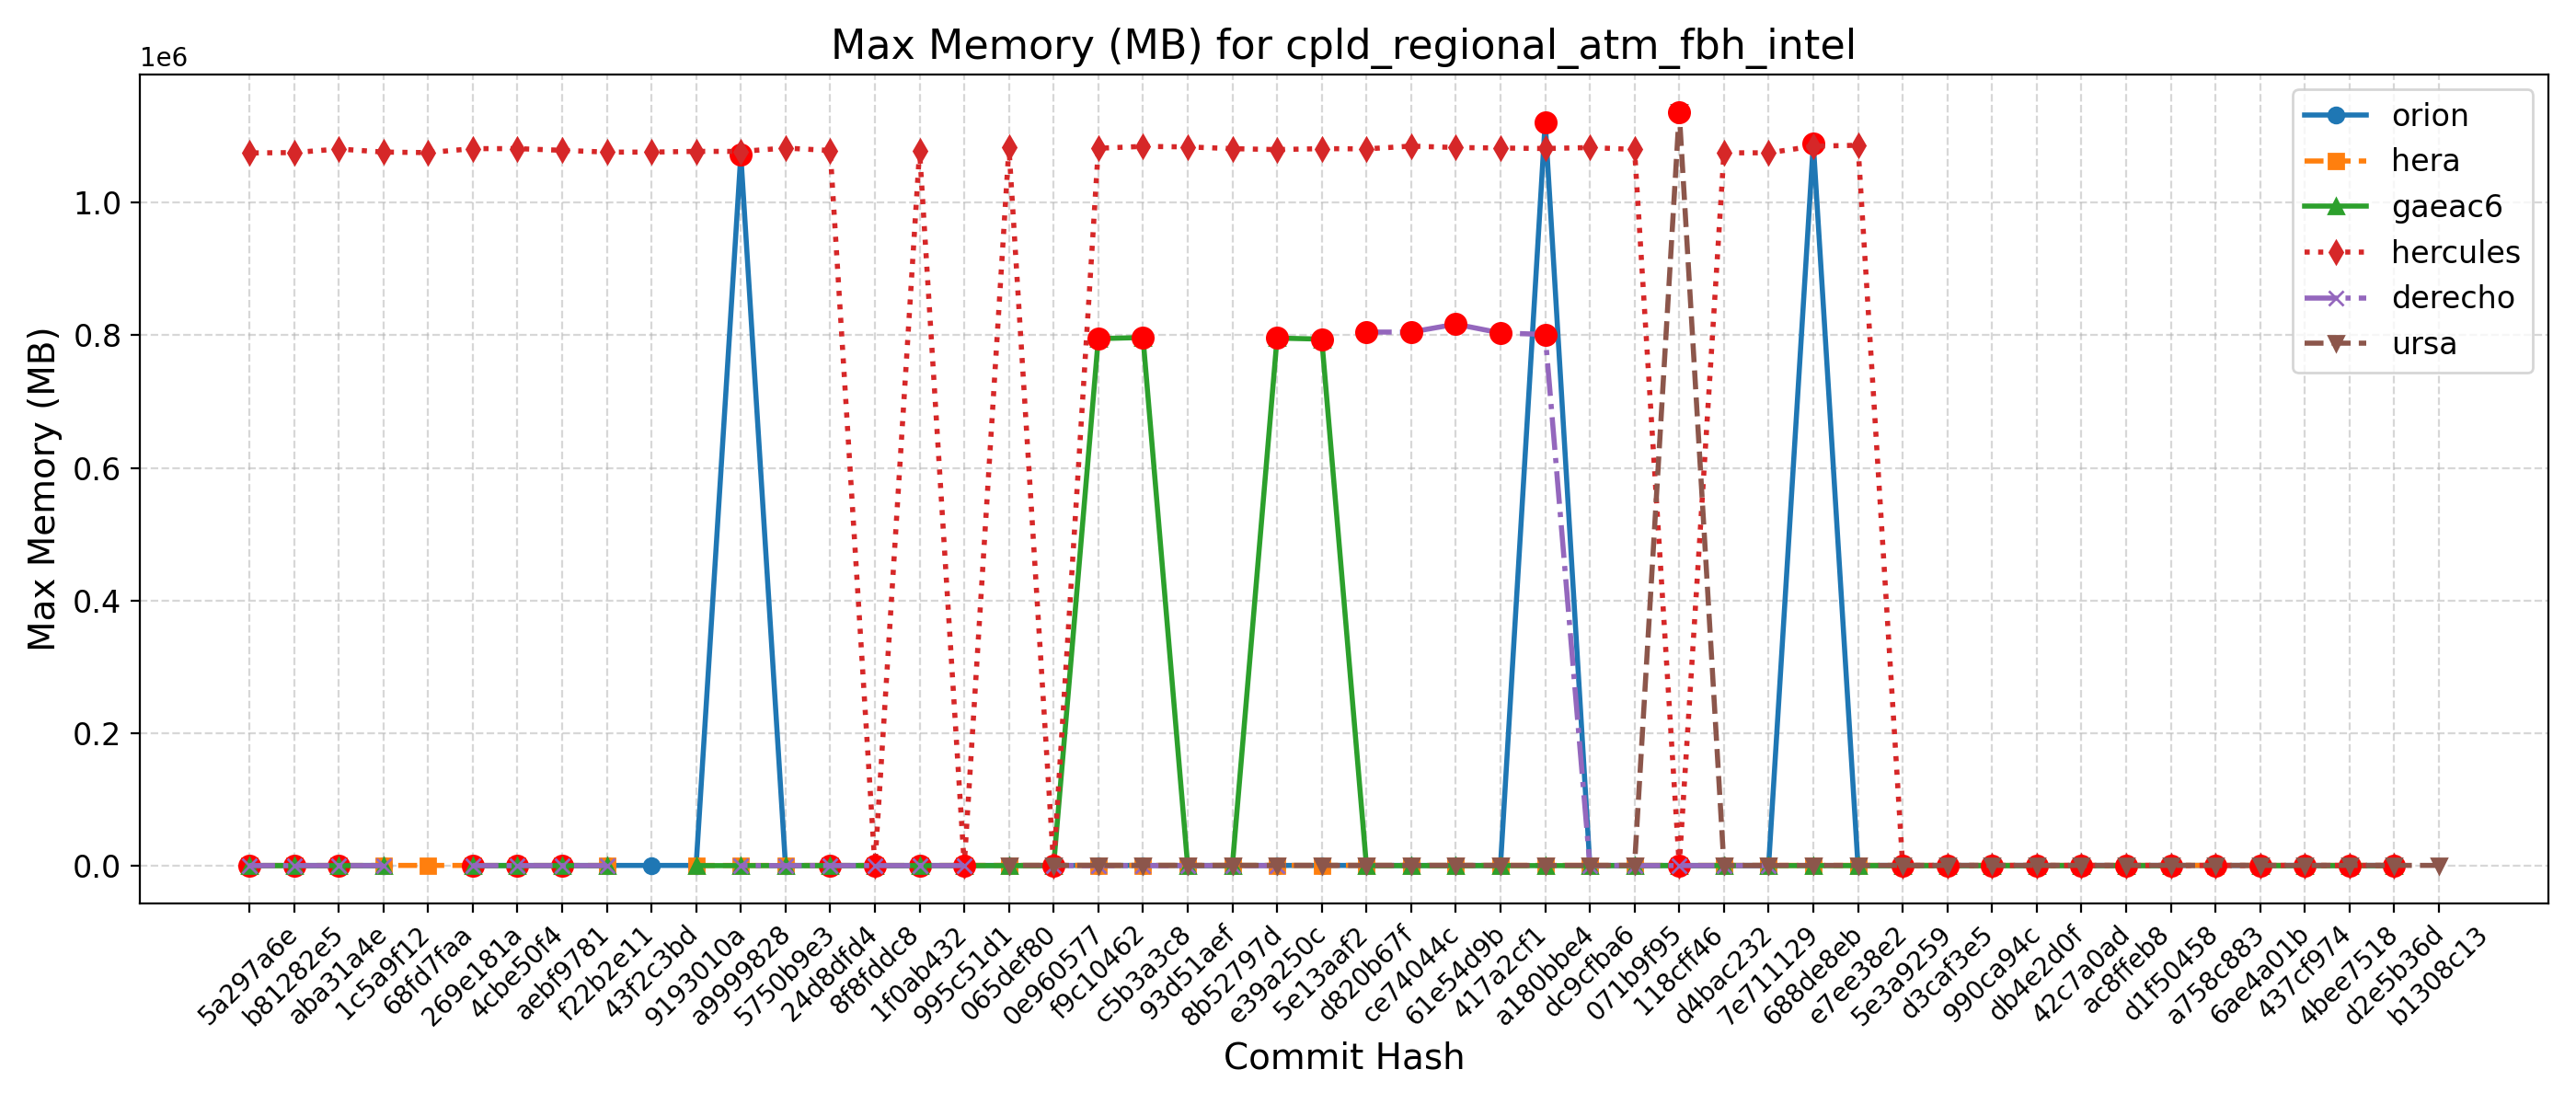 Max Memory (MB) for cpld_regional_atm_fbh_intel
1e6
Max Memory (MB)
1.0
0.8
0.6
0.4
0.2
0.0
orion
hera
gaeac6
hercules
derecho
ursa
5a297a6e
b81282e5
aba31a4e
1c5a9f12
68fd7faa
269e181a
4cbe50f4
aebf9781
f22b2e11
43f2c3bd
9193010a
a9999828
5750b9e3
24d8dfd4
8f8fddc8
1f0ab432
995c51d1
065def80
0e960577
f9c10462
c5b3a3c8
93d51aef
8b52797d
e39a250c
5e13aaf2
d820b67f
ce74044c
61e54d9b
417a2cf1
a180bbe4
dc9cfba6
071b9f95
118cff46
d4bac232
7e711129
688de8eb
e7ee38e2
5e3a9259
d3caf3e5
990ca94c
db4e2d0f
42c7a0ad
ac8ffeb8
d1f50458
a758c883
6ae4a01b
437cf974
4bee7518
d2e5b36d
b1308c13
Commit Hash